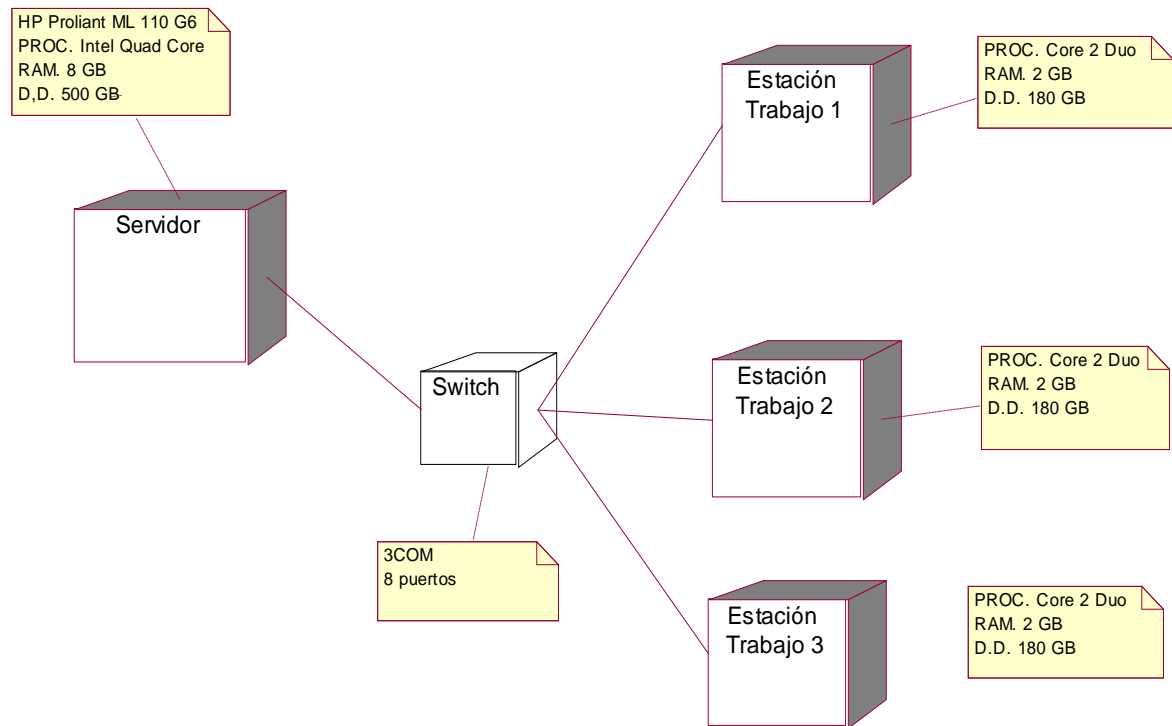 HP Proliant ML 110 G6
PROC. Intel Quad Core
RAM. 8 GB
D,D. 500 GB
Servidor
Switch
3COM
8 puertos
Estación
Trabajo 1
PROC. Core 2 Duo
RAM. 2 GB
D.D. 180 GB
Estación
Trabajo 2
PROC. Core 2 Duo
RAM. 2 GB
D.D. 180 GB
Estación
Trabajo 3
PROC. Core 2 Duo
RAM. 2 GB
D.D. 180 GB